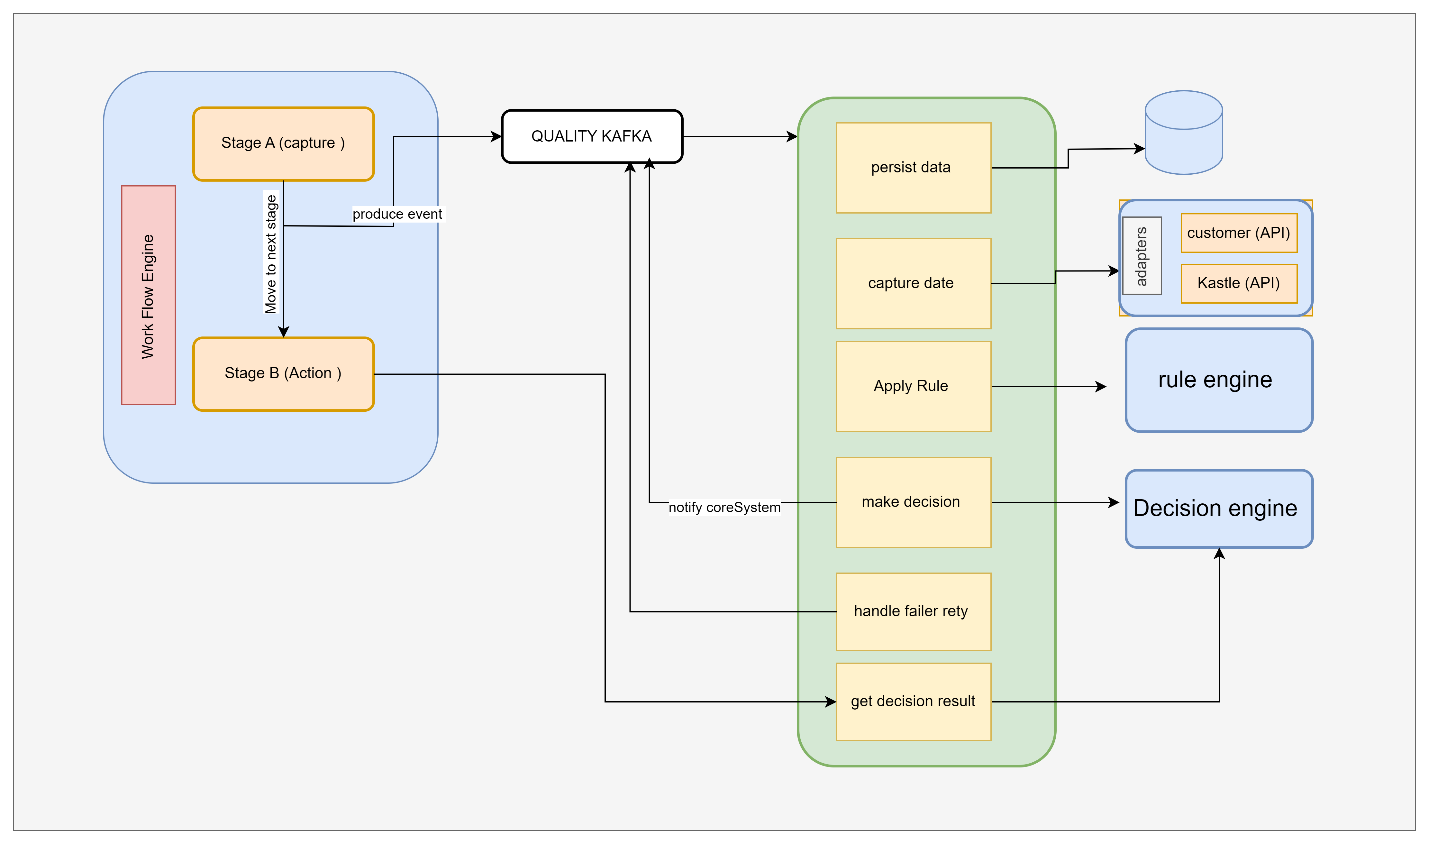 Stage A (capture )
QUALITY KAFKA
persist data
produce event
Move to next stage
Work Flow Engine
adapters
customer (API)
Kastle (API)
capture date
Stage B (Action )
Apply Rule
rule engine
notify coreSystem
make decision
Decision engine
handle failer rety
get decision result